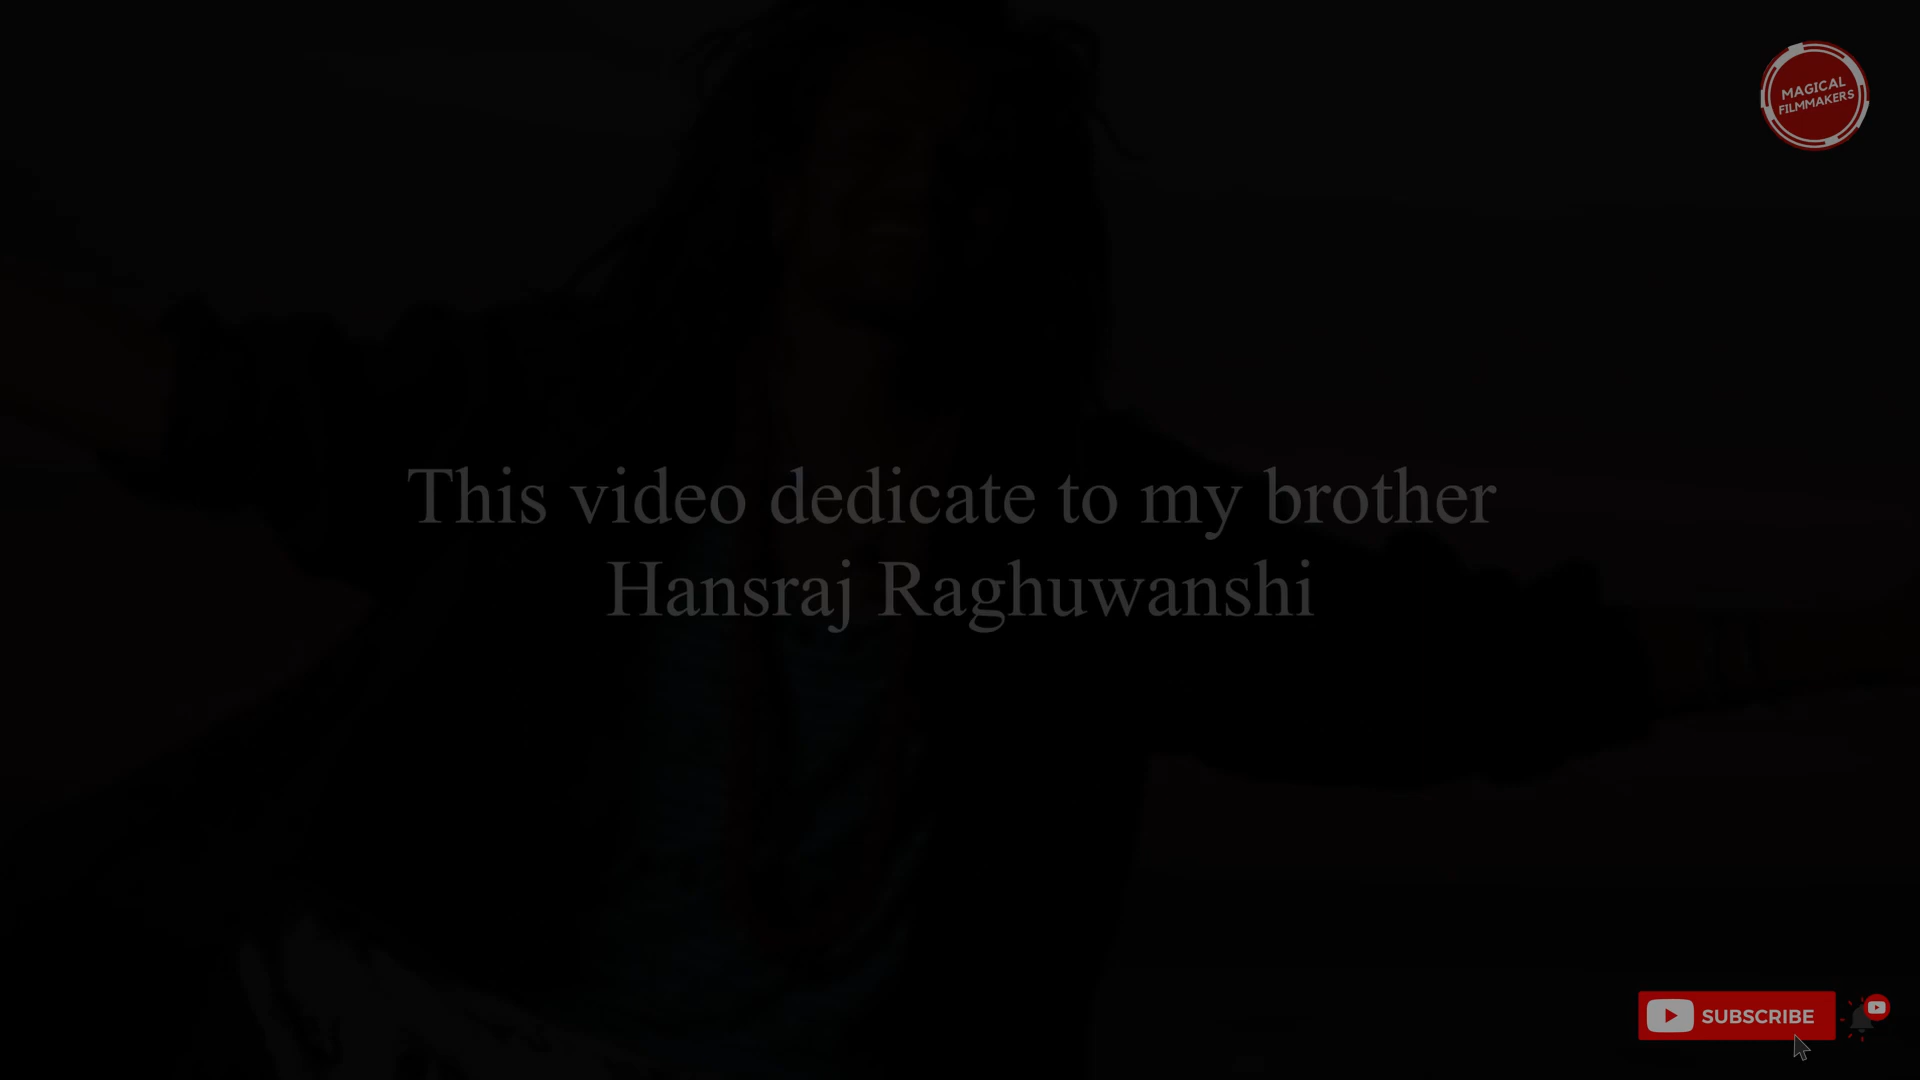 MAGICAL
FILMMAKERS
This video dedicate to my brother
Hansraj Raghuwanshi
SUBSCRIBE